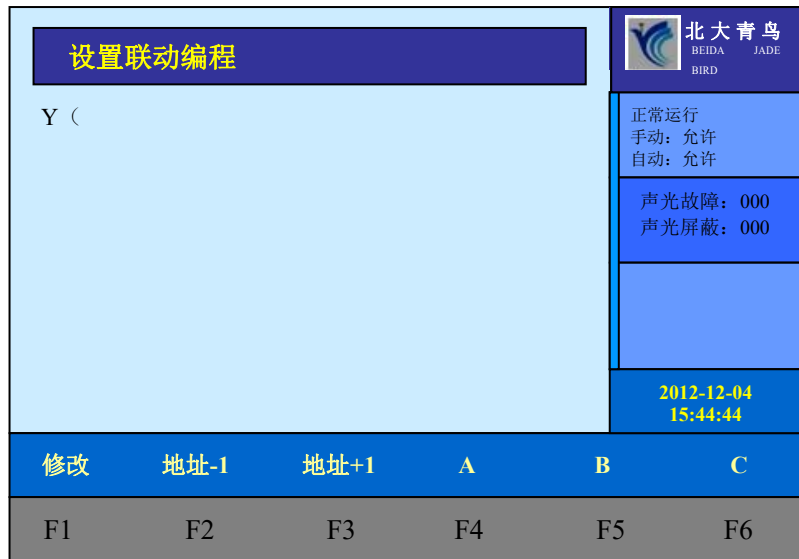 设置联动编程
北大青鸟
BEIDA JADE
BIRD
Y（
正常运行
手动：允许
自动：允许
声光故障：000
声光屏蔽：000
2012-12-04
15:44:44
修改 地址-1 地址+1 A B C
F1 F2 F3 F4 F5 F6